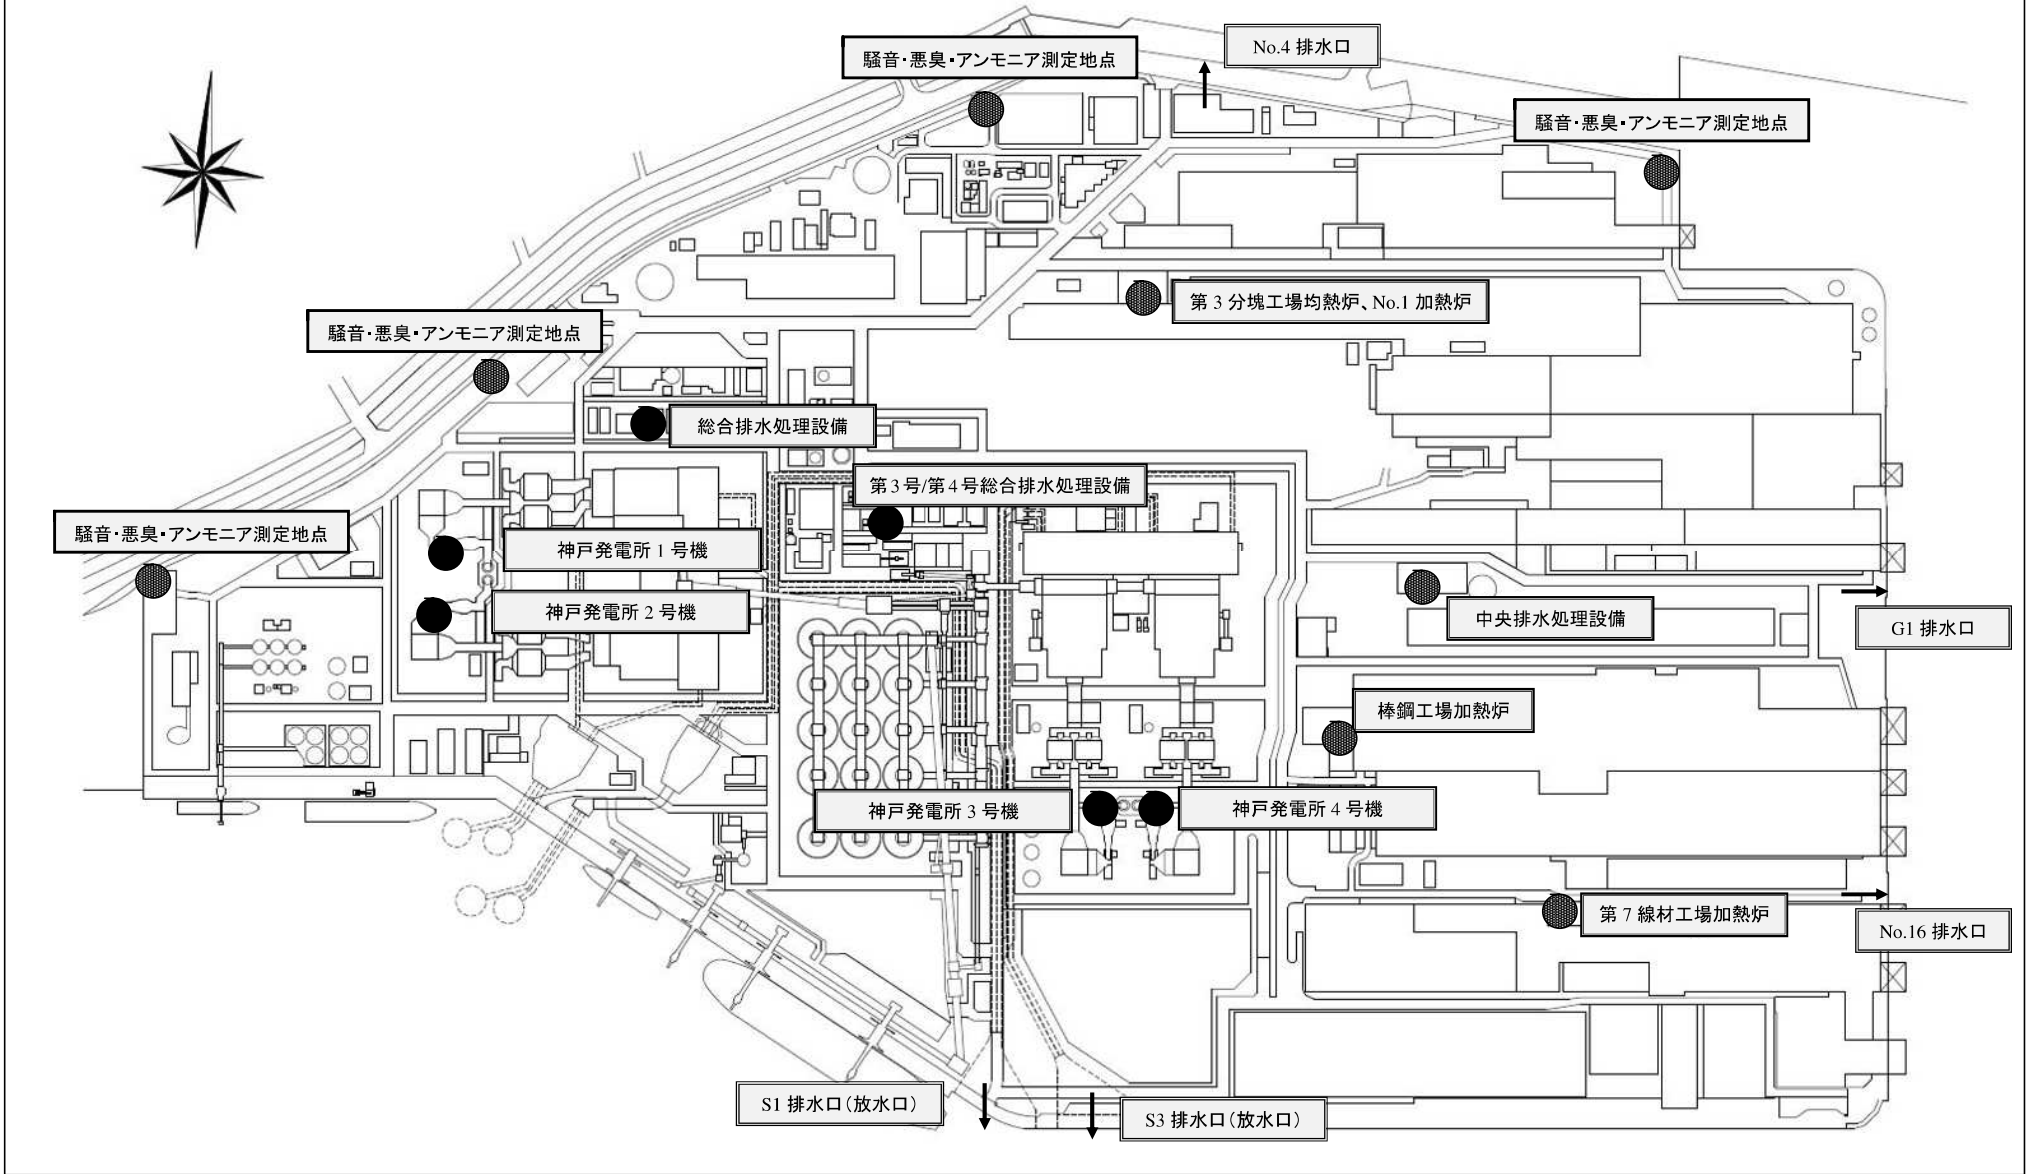 No.4 排水口
騒音・悪臭・アンモニア測定地点
騒音・悪臭・アンモニア測定地点
第3分塊工場均熱炉、No.1 加熱炉
騒音・悪臭・アンモニア測定地点
総合排水処理設備
第3号/第4号総合排水処理設備
騒音・悪臭・アンモニア測定地点
神戸発電所1号機
神戸発電所2号機
中央排水処理設備
G1 排水口
棒鋼工場加熱炉
神戸発電所3号機
神戸発電所4号機
第7線材工場加熱炉
No.16 排水口
S1 排水口(放水口)
S3 排水口(放水口)